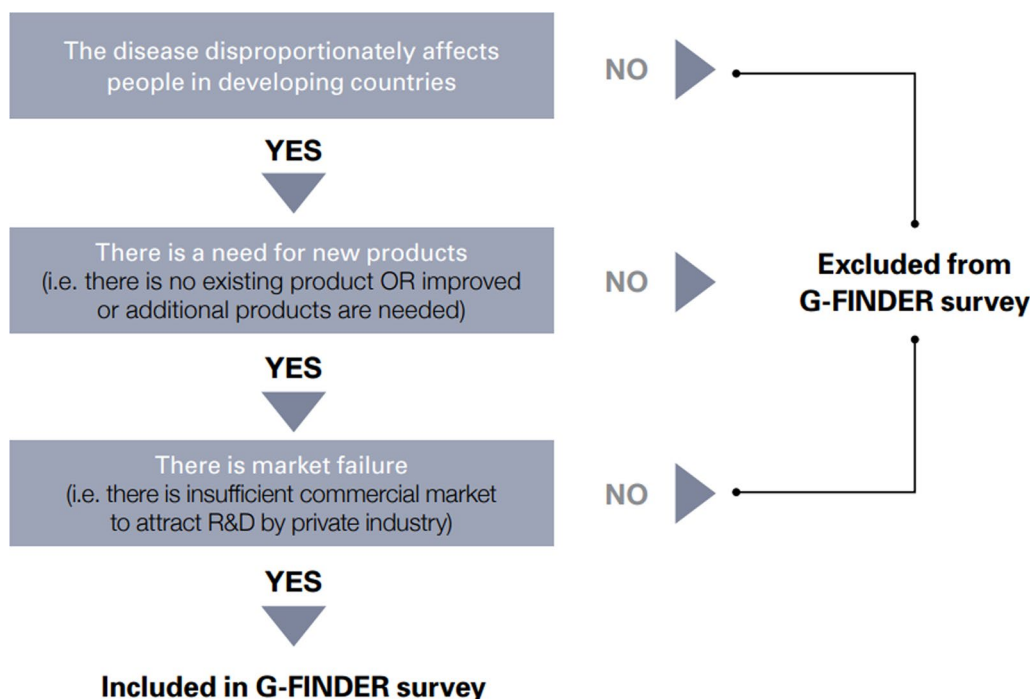 The disease disproportionately affects
people in developing countries
NO
YES
There is a need for new products
(i.e. there is no existing product OR improved
or additional products are needed)
NO
Excluded from
G-FINDER survey
YES
There is market failure
(i.e. there is insufficient commercial market
to attract R&D by private industry)
NO
YES
Included in G-FINDER survey